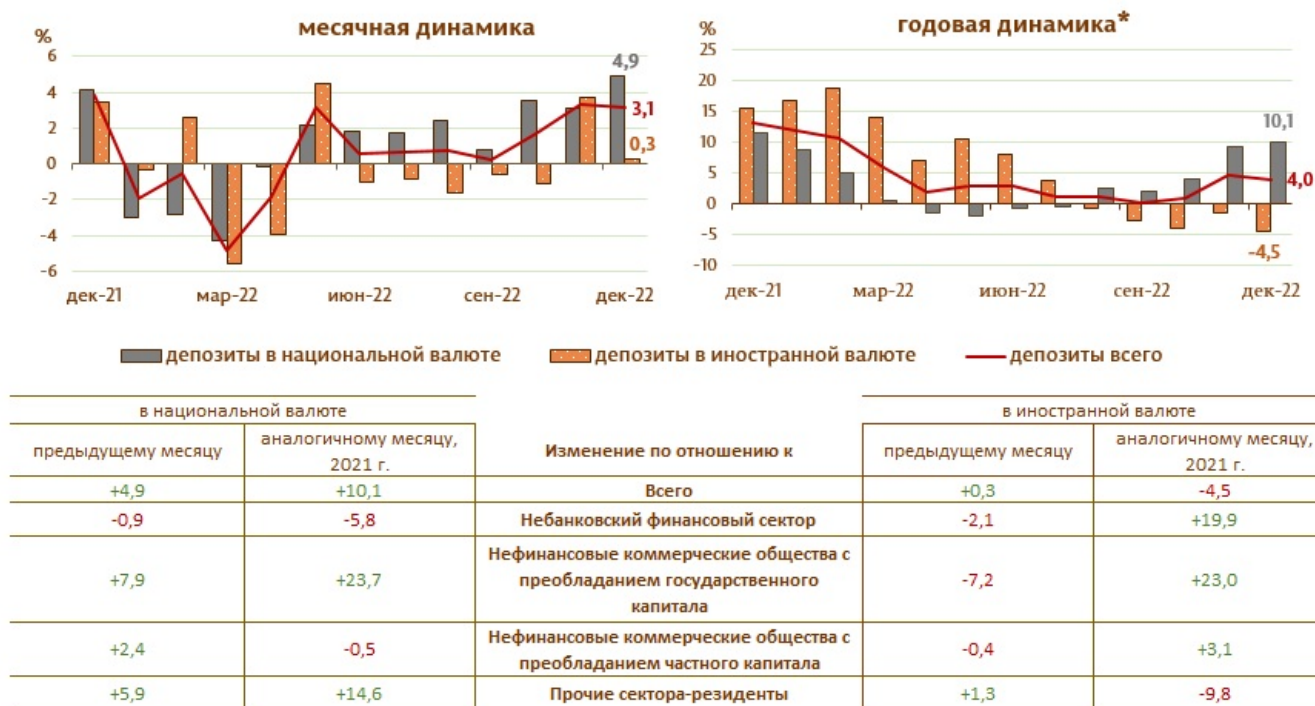 месячная динамика
%
6
4
2
0
-2
-4
-6
4,9
3,1
0,3
дек-21 мар-22 июн-22 сен-22 дек-22
годовая динамика*
%
25
20
15
10
5
0
-5
-10
10,1
4,0
-4,5
дек-21 мар-22 июн-22 сен-22 дек-22
депозиты в национальной валюте депозиты в иностранной валюте депозиты всего
в национальной валюте Изменение по отношению к в иностранной валюте
предыдущему месяцу аналогичному месяцу, 2021 г. предыдущему месяцу аналогичному месяцу, 2021 г.
+4,9 +10,1 Всего +0,3 -4,5
-0,9 -5,8 Небанковский финансовый сектор -2,1 +19,9
+7,9 +23,7 Нефинансовые коммерческие общества с
преобладанием государственного
капитала -7,2 +23,0
+2,4 -0,5 Нефинансовые коммерческие общества с
преобладанием частного капитала -0,4 +3,1
+5,9 +14,6 Прочие сектора-резиденты +1,3 -9,8